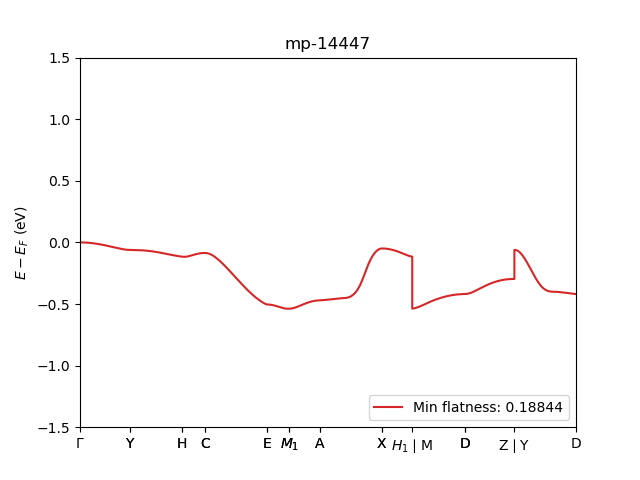 mp-14447
E − E_F (eV)
1.5
1.0
0.5
0.0
−0.5
−1.0
−1.5
Min flatness: 0.18844
Γ Y H C E M_1 A X H_1 | M D Z | Y D